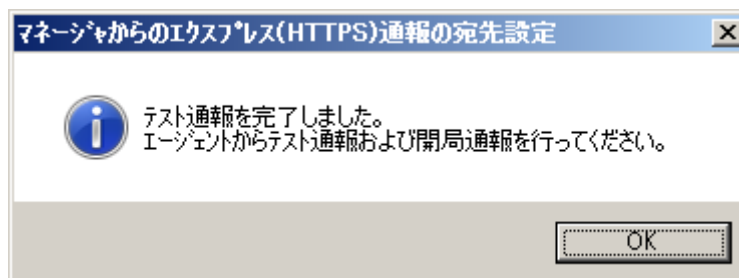 マネージャからのエクスプレス(HTTPS)通報の宛先設定
テスト通報を完了しました。
エージェントからテスト通報および開局通報を行ってください。
OK